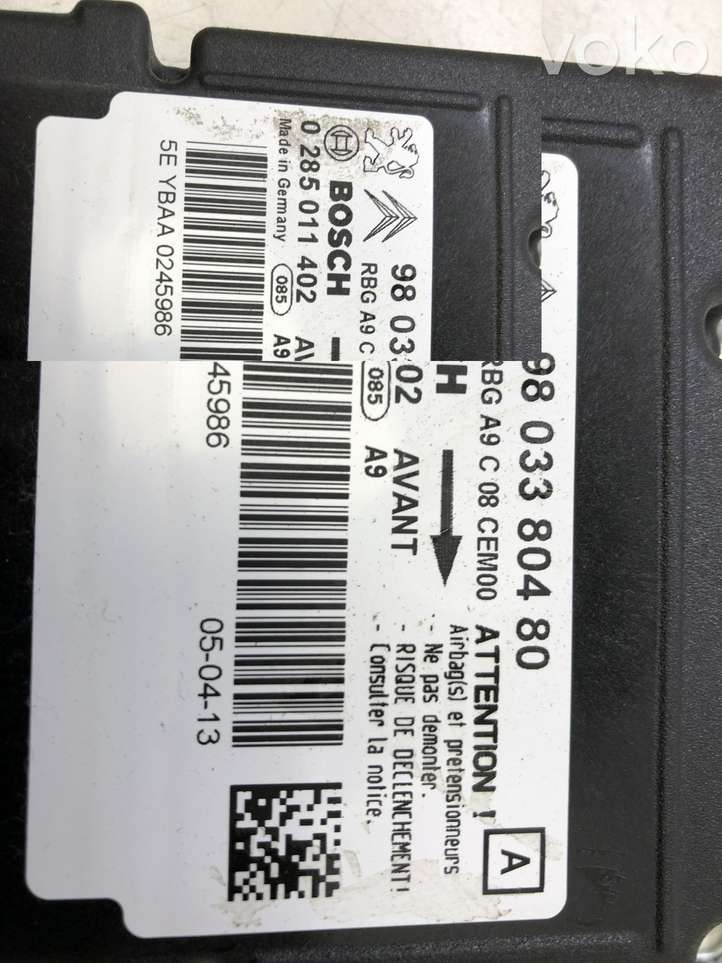 voko
98 03
RBG A9 C
BOSCH
0 285 011 402 AV
Made in Germany 085 A9
5E YBAA 0245986
98 033 804 80
RBG A9 C 08 CEM00 ATTENTION !
Airbag(s) et pretensionneurs
- Ne pas demonter.
- RISQUE DE DECLENCHEMENT!
- Consulter la notice.
A
H
02 AVANT
085 A9
45986
05-04-13